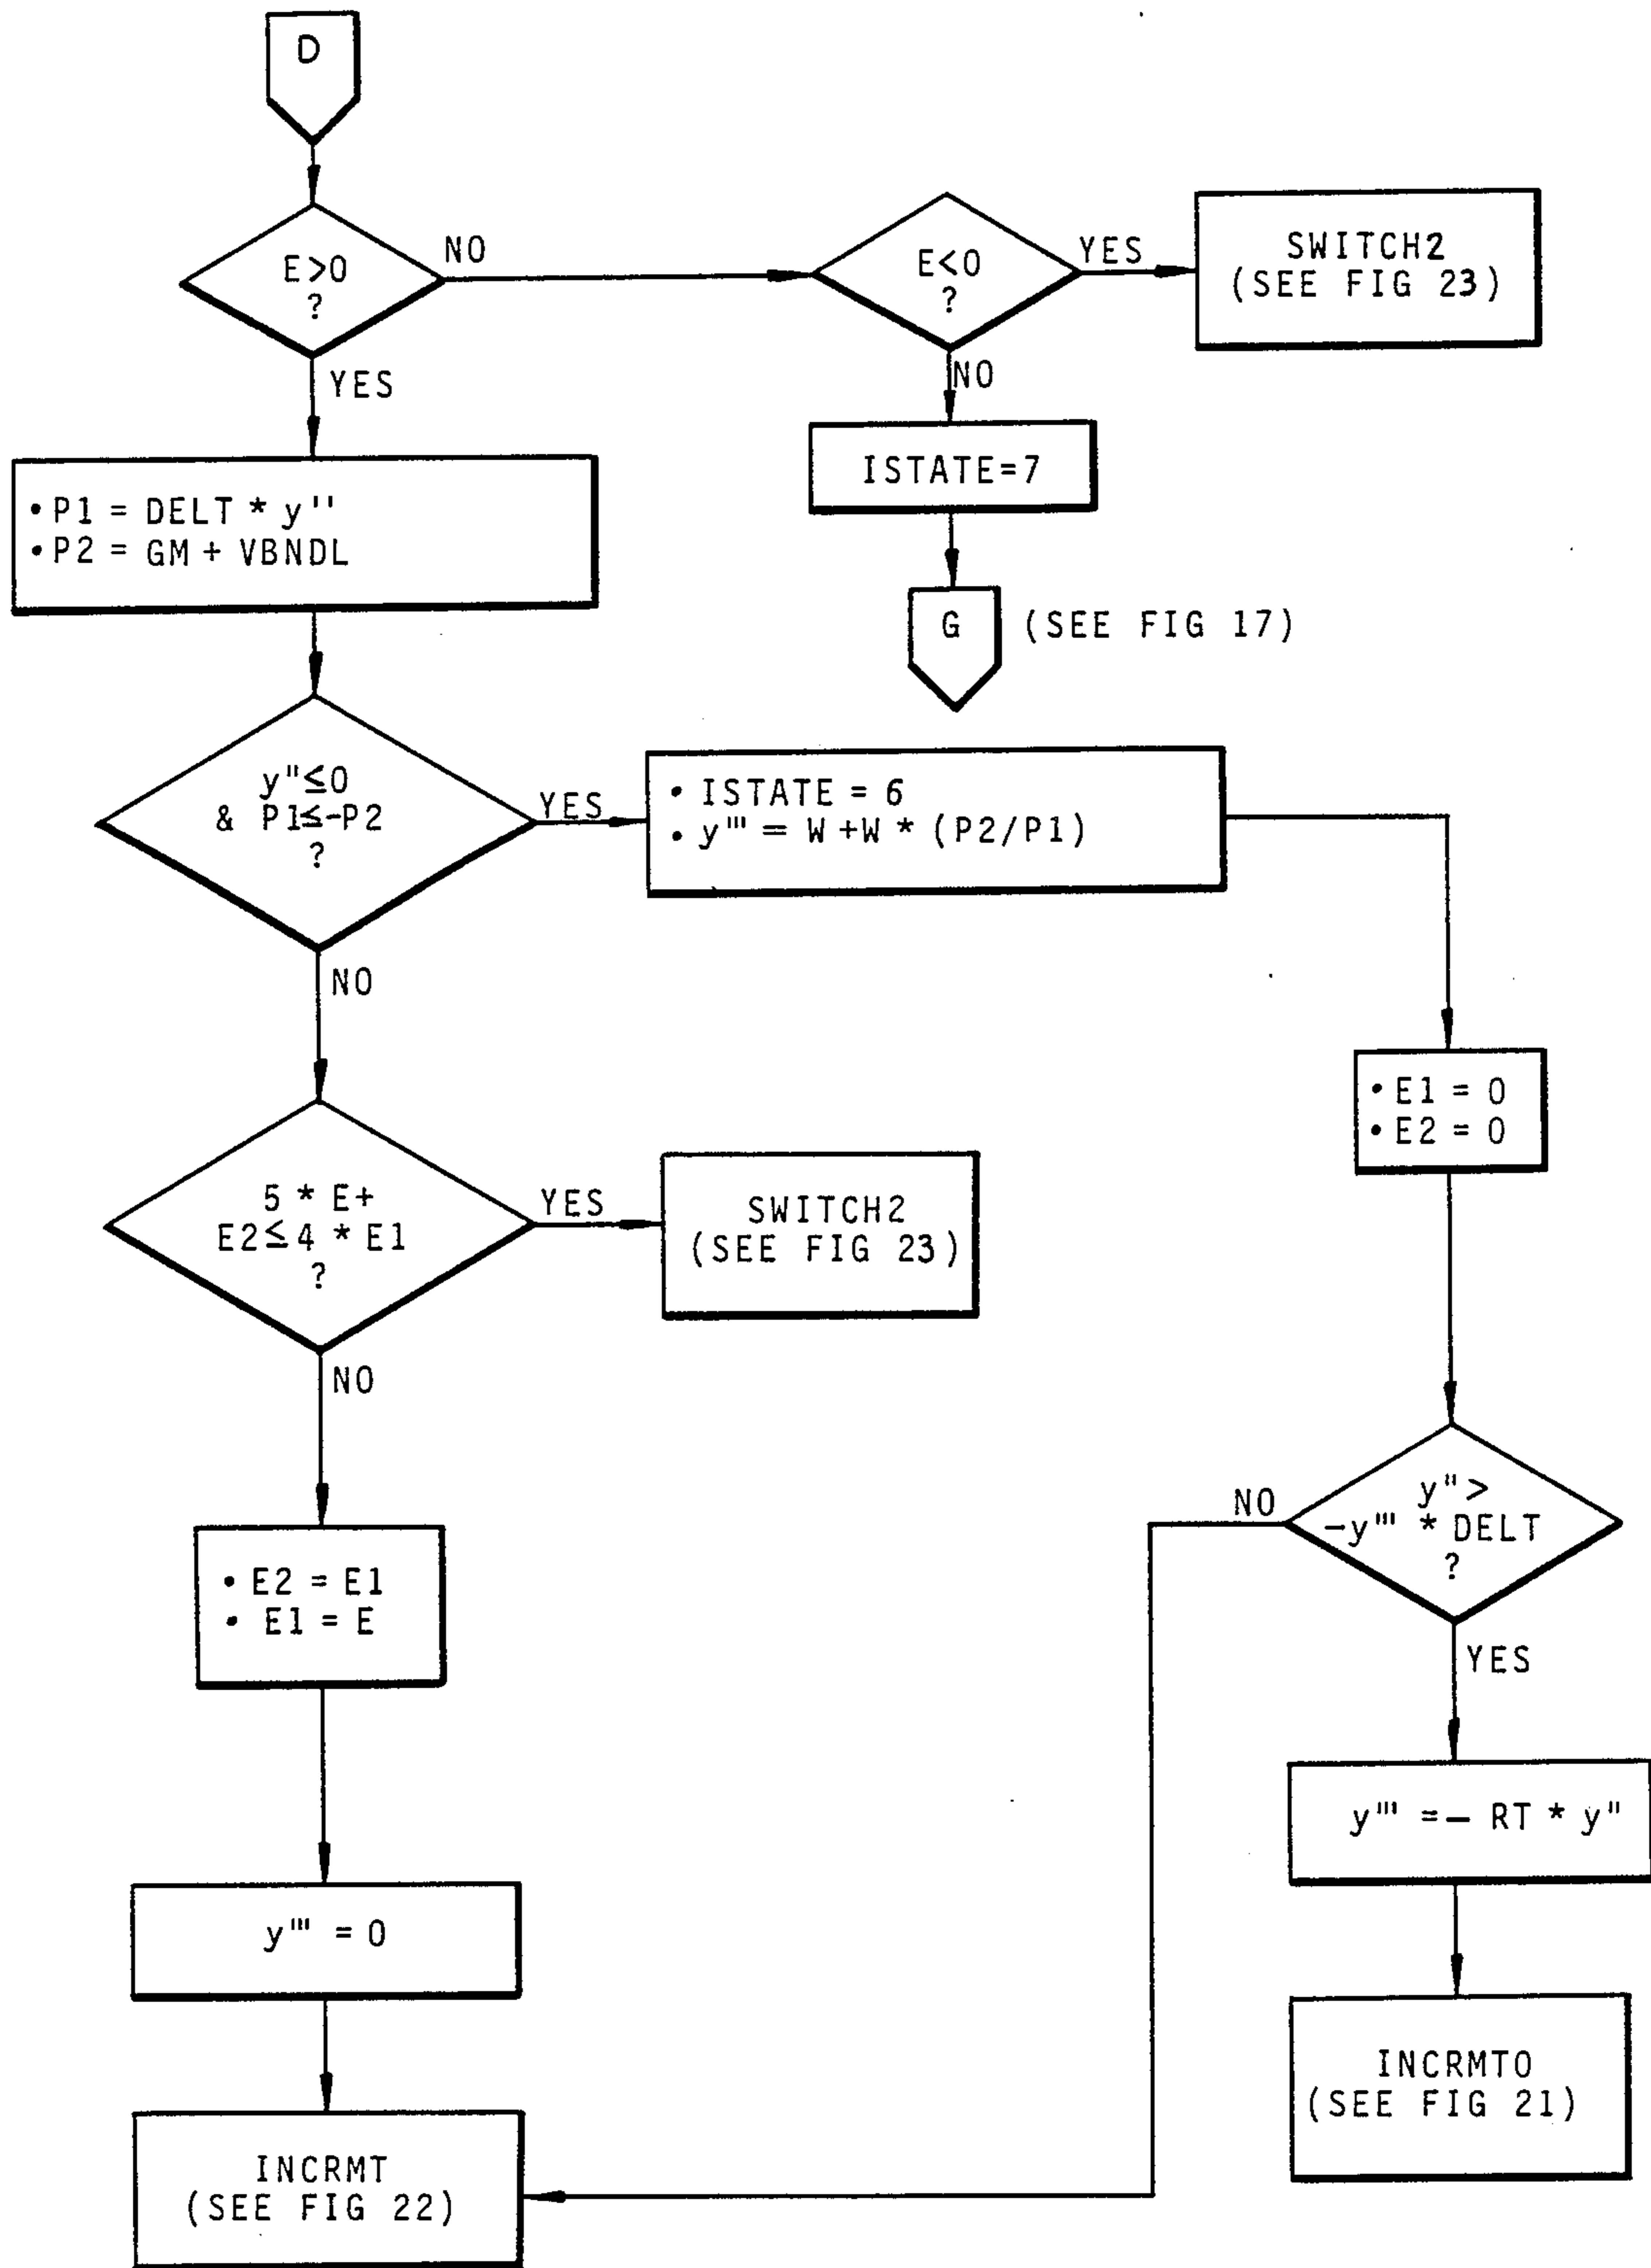 D
E>0
?
NO
E<0
?
YES
SWITCH2
(SEE FIG 23)
YES
NO
ISTATE=7
• P1 = DELT * y''
• P2 = GM + VBNDL
G
(SEE FIG 17)
y"≤0
& P1≤-P2
?
YES
• ISTATE = 6
• y''' = W +W * (P2/P1)
NO
• E1 = 0
• E2 = 0
5 * E+
E2≤4 * E1
?
YES
SWITCH2
(SEE FIG 23)
NO
y" >
-y''' * DELT
?
NO
YES
• E2 = E1
• E1 = E
y''' =- RT * y"
y''' = 0
INCRMTO
(SEE FIG 21)
INCRMT
(SEE FIG 22)